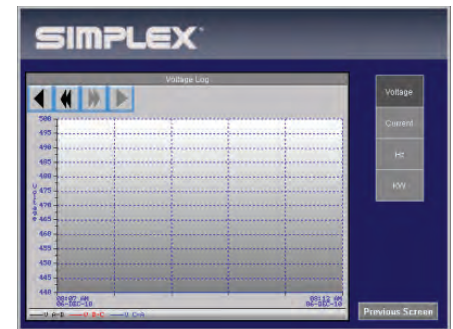 SIMPLEX
Voltage Log
500
495
490
485
480
475
470
465
460
455
450
445
440
08:07 AM
06-DEC-10
08:12 AM
06-DEC-10
V A-B V B-C V C-A
Voltage
Current
Hz
kW
Previous Screen